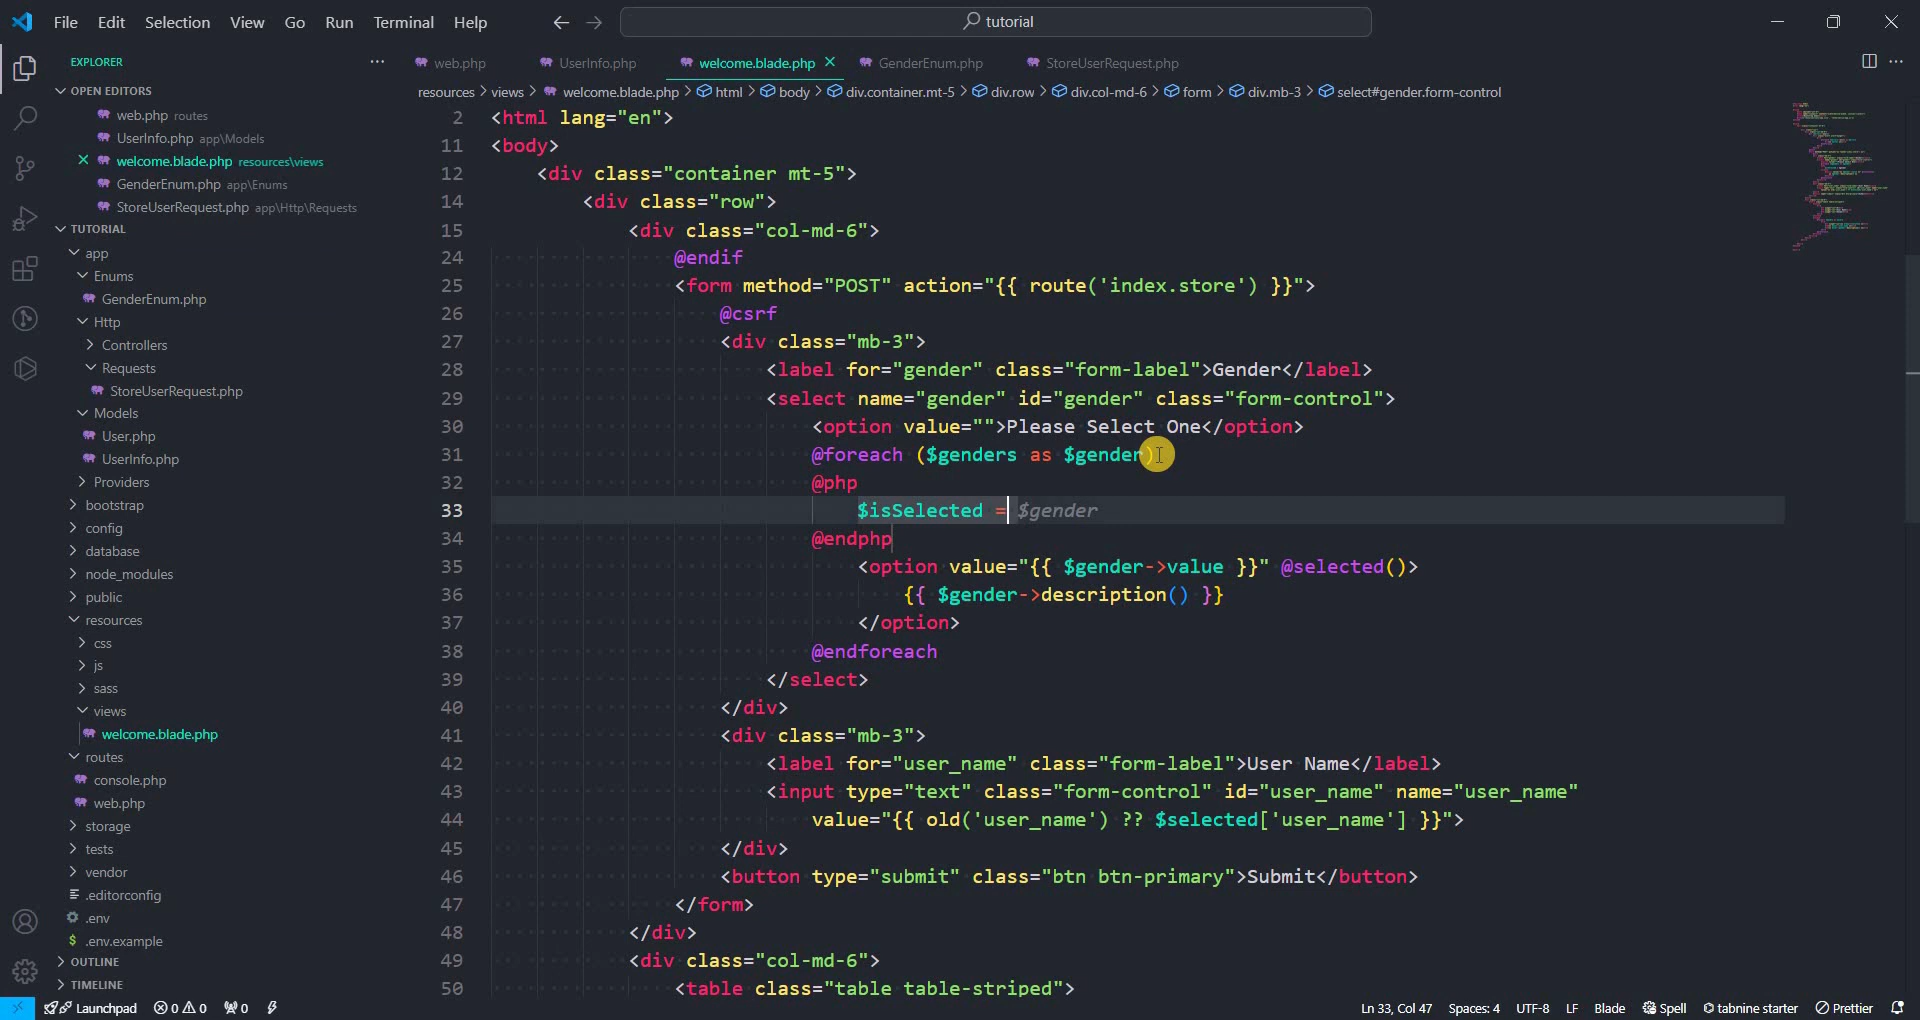 File Edit Selection View Go Run Terminal Help
tutorial
EXPLORER
OPEN EDITORS
web.php routes
UserInfo.php app\Models
welcome.blade.php resources\views
GenderEnum.php app\Enums
StoreUserRequest.php app\Http\Requests
TUTORIAL
app
Enums
GenderEnum.php
Http
Controllers
Requests
StoreUserRequest.php
Models
User.php
UserInfo.php
Providers
bootstrap
config
database
node_modules
public
resources
css
js
sass
views
welcome.blade.php
routes
console.php
web.php
storage
tests
vendor
.editorconfig
.env
$ .env.example
OUTLINE
TIMELINE
web.php UserInfo.php welcome.blade.php GenderEnum.php StoreUserRequest.php
resources > views > welcome.blade.php > html > body > div.container.mt-5 > div.row > div.col-md-6 > form > div.mb-3 > select#gender.form-control
2 <html lang="en">
11 <body>
12 <div class="container mt-5">
14 <div class="row">
15 <div class="col-md-6">
24 @endif
25 <form method="POST" action="{{ route('index.store') }}">
26 @csrf
27 <div class="mb-3">
28 <label for="gender" class="form-label">Gender</label>
29 <select name="gender" id="gender" class="form-control">
30 <option value="">Please Select One</option>
31 @foreach ($genders as $gender)
32 @php
33 $isSelected = $gender
34 @endphp
35 <option value="{{ $gender->value }}" @selected()>
36 {{ $gender->description() }}
37 </option>
38 @endforeach
39 </select>
40 </div>
41 <div class="mb-3">
42 <label for="user_name" class="form-label">User Name</label>
43 <input type="text" class="form-control" id="user_name" name="user_name"
44 value="{{ old('user_name') ?? $selected['user_name'] }}">
45 </div>
46 <button type="submit" class="btn btn-primary">Submit</button>
47 </form>
48 </div>
49 <div class="col-md-6">
50 <table class="table table-striped">
Launchpad 0 0 0 Ln 33, Col 47 Spaces: 4 UTF-8 LF Blade Spell tabnine starter Prettier